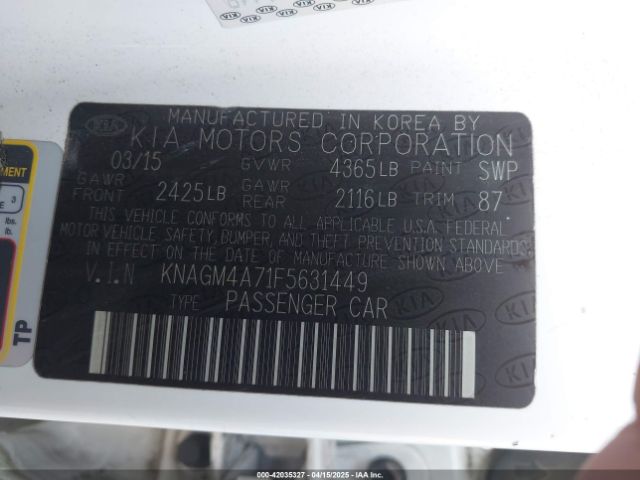 MANUFACTURED IN KOREA BY
KIA MOTORS CORPORATION
03/15 GVWR 4365LB PAINT SWP
GAWR FRONT 2425LB GAWR REAR 2116LB TRIM 87
THIS VEHICLE CONFORMS TO ALL APPLICABLE U.S.A. FEDERAL
MOTOR VEHICLE SAFETY, BUMPER, AND THEFT PREVENTION STANDARDS
IN EFFECT ON THE DATE OF MANUFACTURE SHOWN ABOVE
V.I.N KNAGM4A71F5631449
TYPE PASSENGER CAR
TP
lbs.
000-42035327 - 04/15/2025 - IAA, Inc.